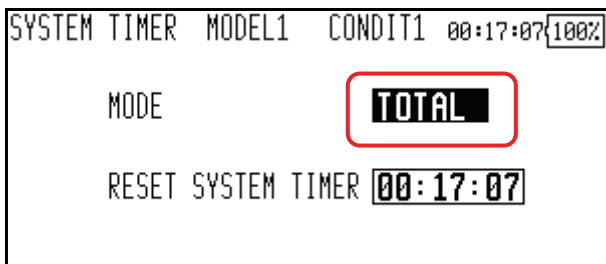 SYSTEM TIMER MODEL1 CONDIT1 00:17:07 100%
MODE TOTAL
RESET SYSTEM TIMER 00:17:07